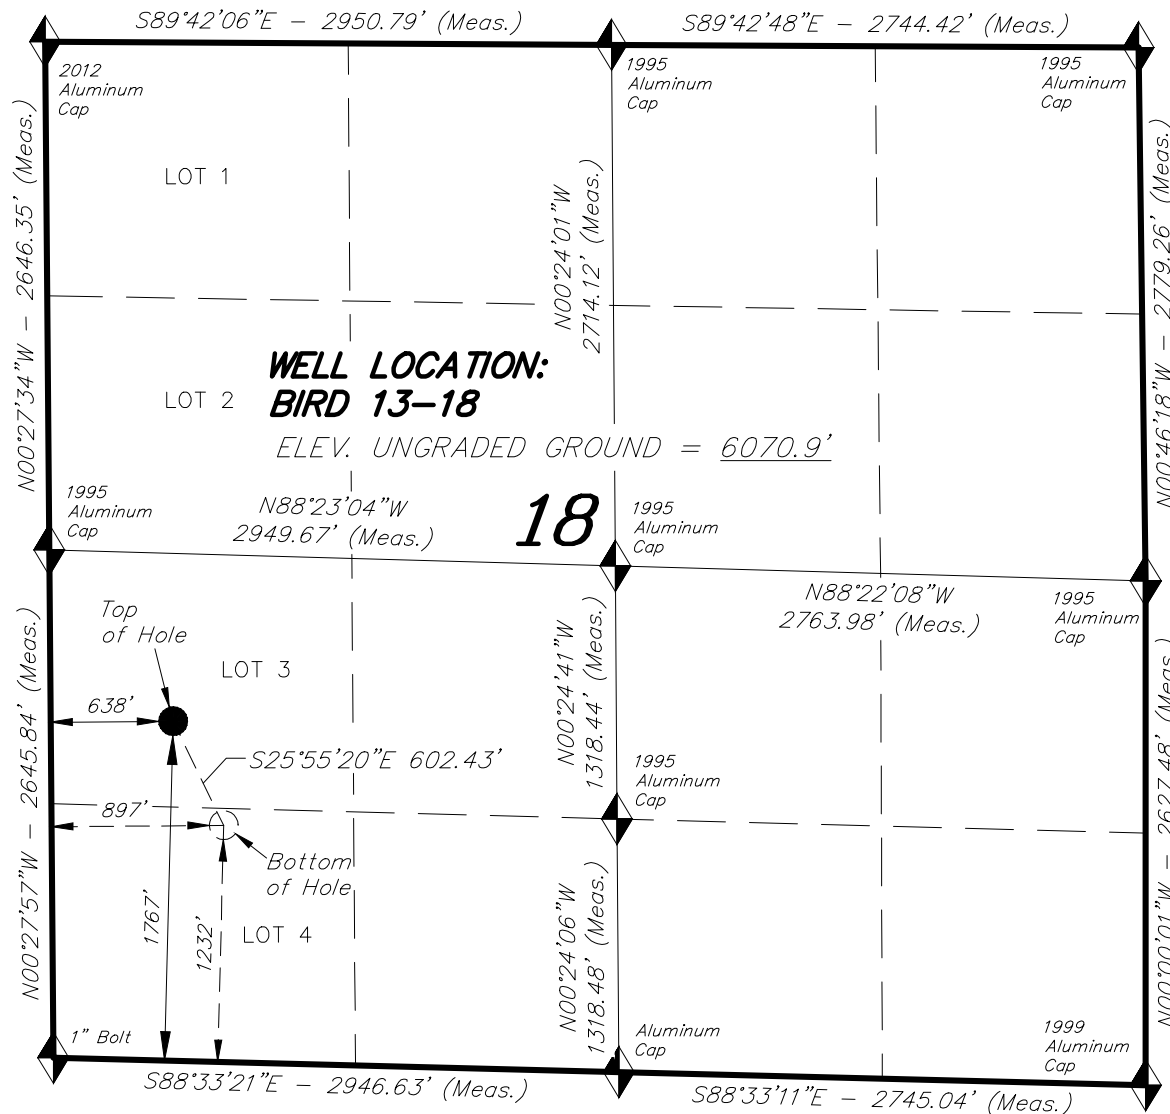 S89°42'06"E - 2950.79' (Meas.)
S89°42'48"E - 2744.42' (Meas.)
2012
Aluminum
Cap
1995
Aluminum
Cap
1995
Aluminum
Cap
N00°27'34"W - 2646.35' (Meas.)
LOT 1
N00°24'01"W
2714.12' (Meas.)
N00°46'18"W - 2779.26' (Meas.)
WELL LOCATION:
BIRD 13-18
LOT 2
ELEV. UNGRADED GROUND = 6070.9'
1995
Aluminum
Cap
N88°23'04"W
2949.67' (Meas.)
18
1995
Aluminum
Cap
N88°22'08"W
2763.98' (Meas.)
1995
Aluminum
Cap
Top
of Hole
LOT 3
638'
N00°27'57"W - 2645.84' (Meas.)
N00°24'41"W
1318.44' (Meas.)
N00°00'01"W - 2627.48' (Meas.)
S25°55'20"E 602.43'
1995
Aluminum
Cap
897'
Bottom
of Hole
1767'
1232'
LOT 4
N00°24'06"W
1318.48' (Meas.)
1" Bolt
Aluminum
Cap
1999
Aluminum
Cap
S88°33'21"E - 2946.63' (Meas.)
S88°33'11"E - 2745.04' (Meas.)